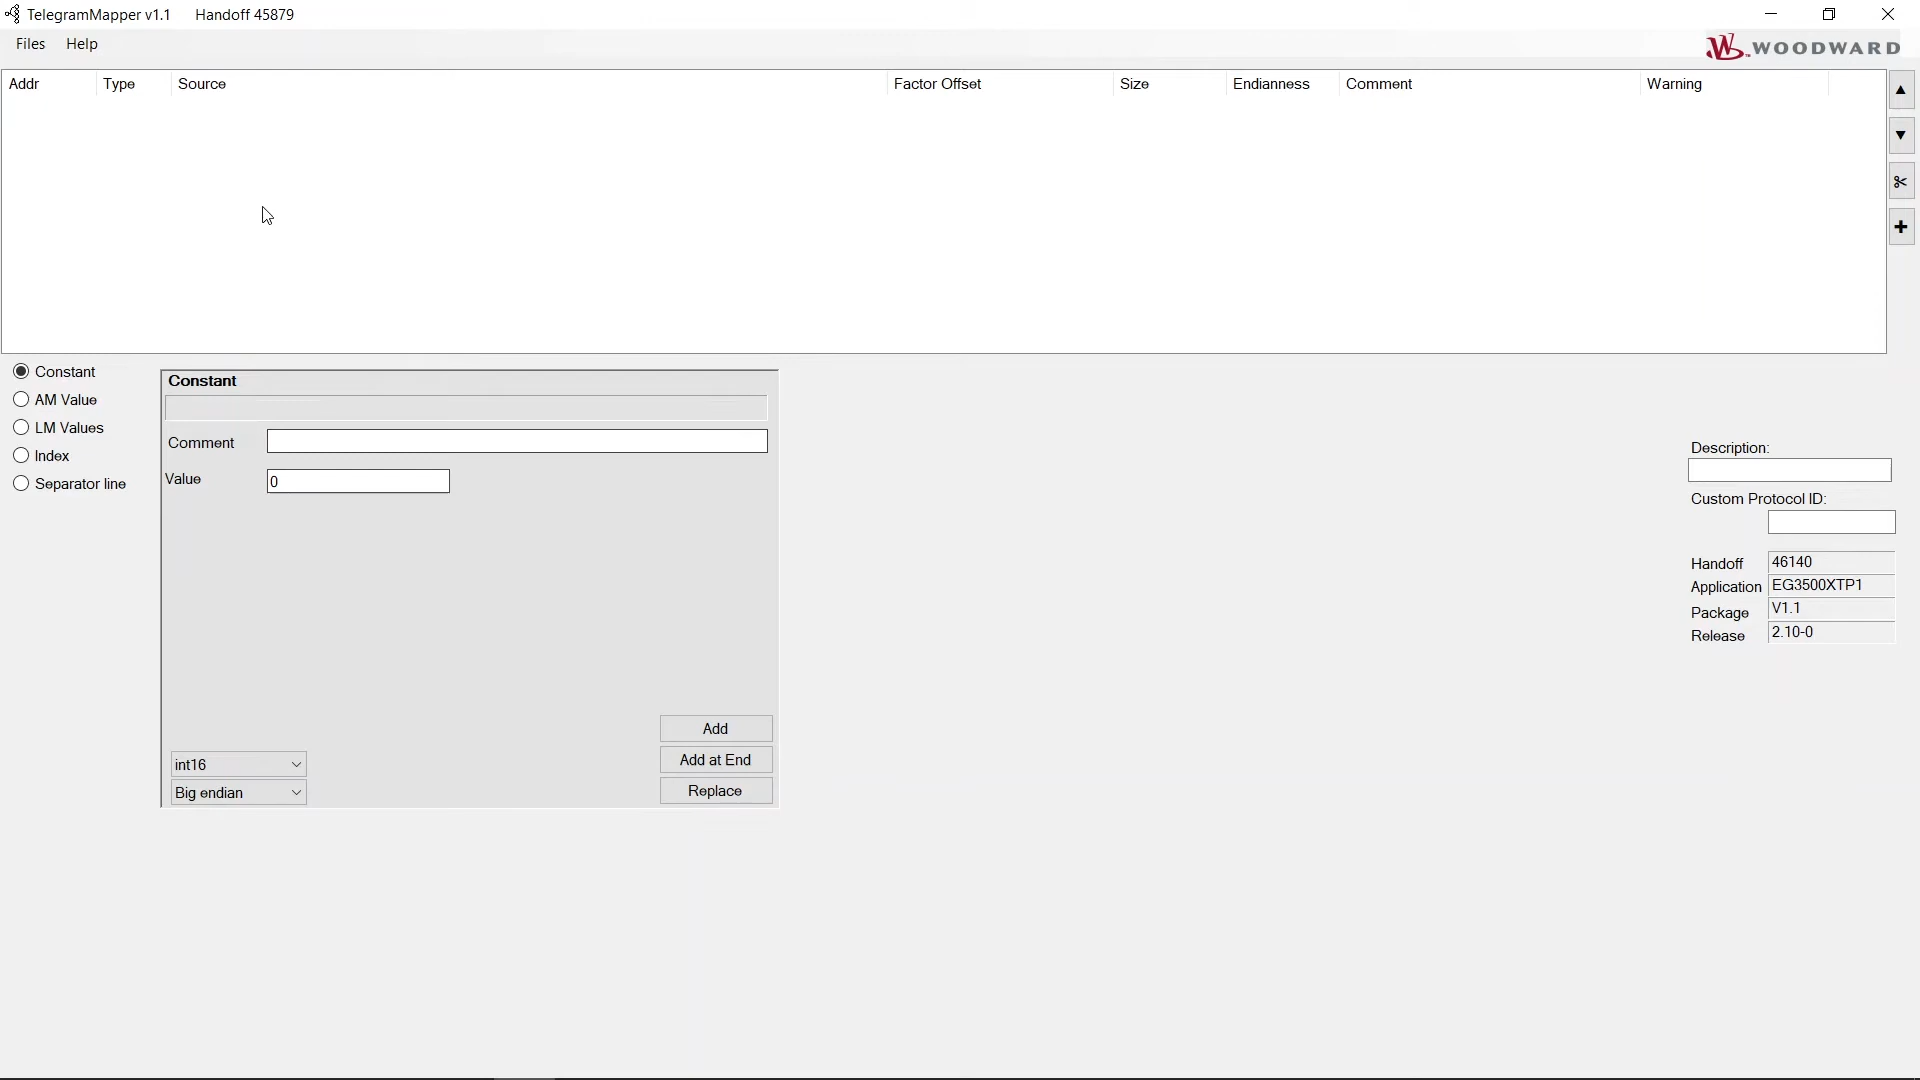 TelegramMapper v1.1 Handoff 45879
Files Help
WOODWARD
Addr Type Source Factor Offset Size Endianness Comment Warning
Constant
AM Value
LM Values
Index
Separator line
Constant
Comment
Value 0
Add
Add at End
Replace
int16
Big endian
Description:
Custom Protocol ID:
Handoff 46140
Application EG3500XTP1
Package V1.1
Release 2.10-0